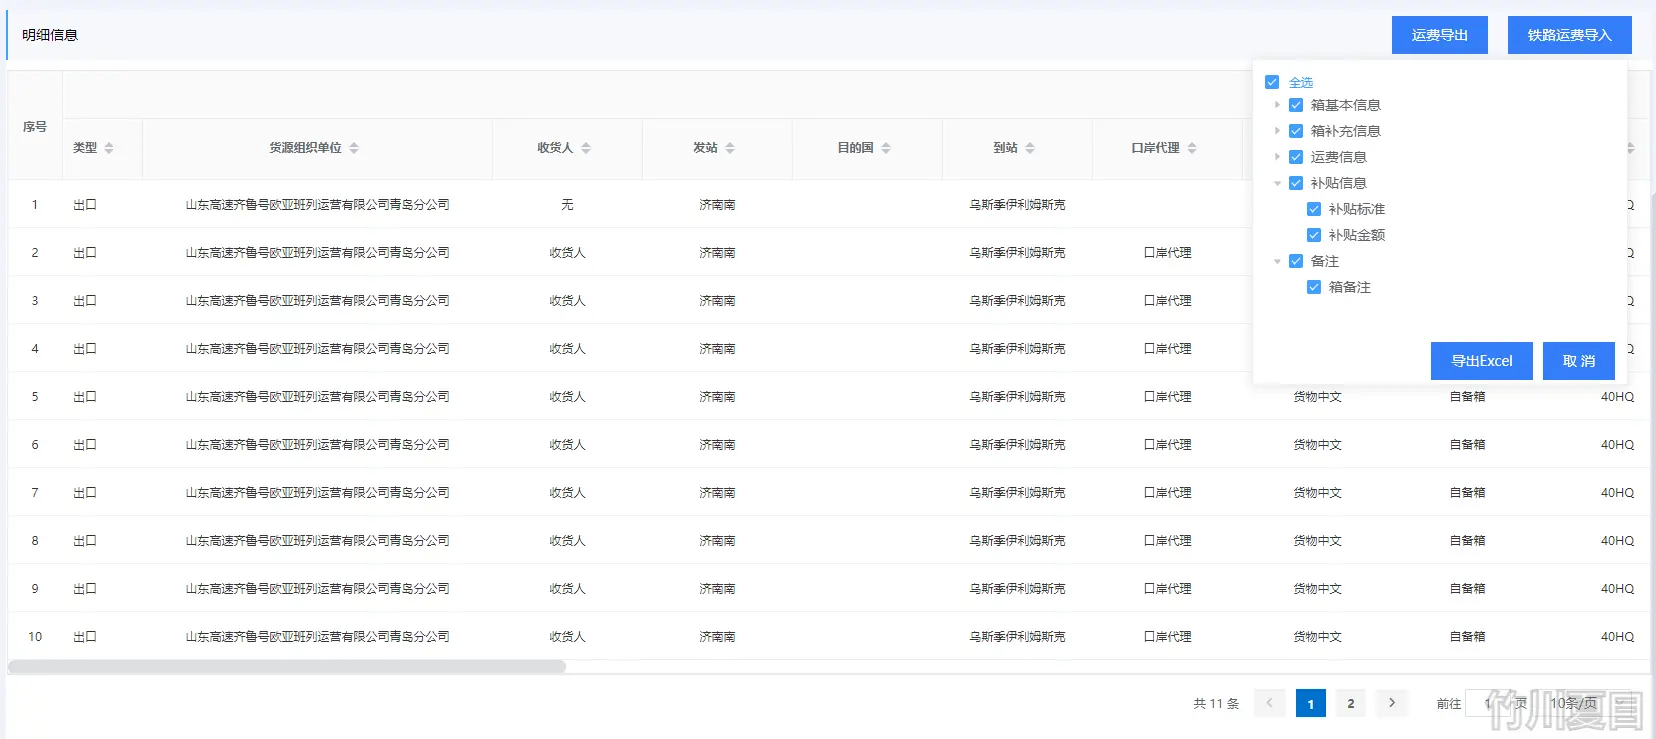 明细信息 运费导出 铁路运费导入
全选
箱基本信息
箱补充信息
运费信息
补贴信息
补贴标准
补贴金额
备注
箱备注
导出Excel 取 消
序号 类型 货源组织单位 收货人 发站 目的国 到站 口岸代理
1 出口 山东高速齐鲁号欧亚班列运营有限公司青岛分公司 无 济南南 乌斯季伊利姆斯克
2 出口 山东高速齐鲁号欧亚班列运营有限公司青岛分公司 收货人 济南南 乌斯季伊利姆斯克 口岸代理
3 出口 山东高速齐鲁号欧亚班列运营有限公司青岛分公司 收货人 济南南 乌斯季伊利姆斯克 口岸代理
4 出口 山东高速齐鲁号欧亚班列运营有限公司青岛分公司 收货人 济南南 乌斯季伊利姆斯克 口岸代理
5 出口 山东高速齐鲁号欧亚班列运营有限公司青岛分公司 收货人 济南南 乌斯季伊利姆斯克 口岸代理 货物中文 自备箱 40HQ
6 出口 山东高速齐鲁号欧亚班列运营有限公司青岛分公司 收货人 济南南 乌斯季伊利姆斯克 口岸代理 货物中文 自备箱 40HQ
7 出口 山东高速齐鲁号欧亚班列运营有限公司青岛分公司 收货人 济南南 乌斯季伊利姆斯克 口岸代理 货物中文 自备箱 40HQ
8 出口 山东高速齐鲁号欧亚班列运营有限公司青岛分公司 收货人 济南南 乌斯季伊利姆斯克 口岸代理 货物中文 自备箱 40HQ
9 出口 山东高速齐鲁号欧亚班列运营有限公司青岛分公司 收货人 济南南 乌斯季伊利姆斯克 口岸代理 货物中文 自备箱 40HQ
10 出口 山东高速齐鲁号欧亚班列运营有限公司青岛分公司 收货人 济南南 乌斯季伊利姆斯克 口岸代理 货物中文 自备箱 40HQ
共 11 条 1 2 前往 1 页 10条/页
竹川夏目